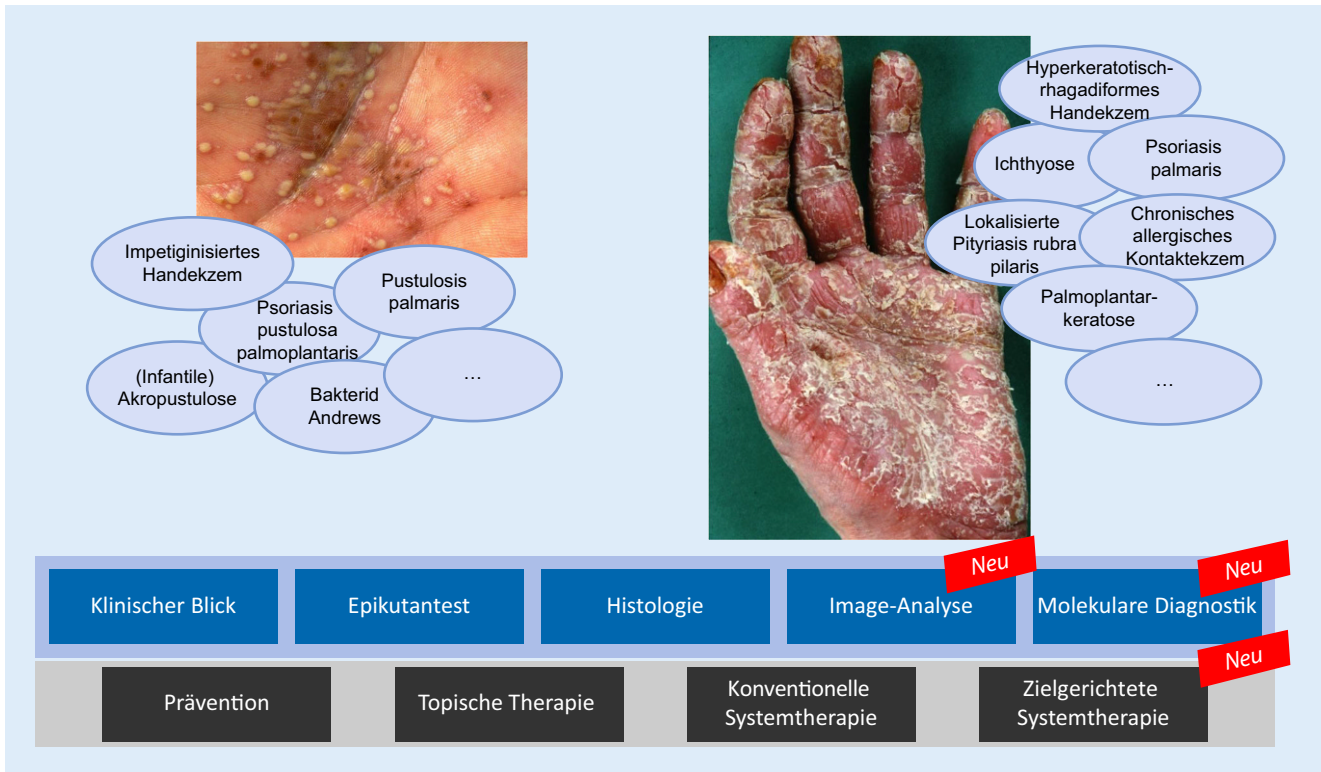 Impetiginisiertes
Handekzem
Psoriasis
pustulosa
palmoplantaris
Pustulosis
palmaris
(Infantile)
Akropustulose
Bakterid
Andrews
…
Hyperkeratotisch-
rhagadiformes
Handekzem
Ichthyose
Psoriasis
palmaris
Lokalisierte
Pityriasis rubra
pilaris
Chronisches
allergisches
Kontaktekzem
Palmoplantar-
keratose
…
Klinischer Blick
Epikutantest
Histologie
Image-Analyse
Neu
Molekulare Diagnostik
Neu
Prävention
Topische Therapie
Konventionelle
Systemtherapie
Zielgerichtete
Systemtherapie
Neu